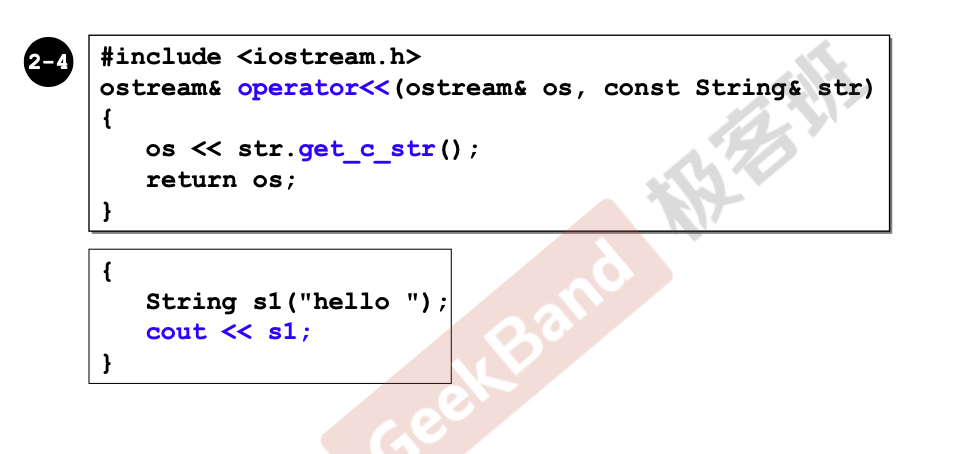 2-4
#include <iostream.h>
ostream& operator<<(ostream& os, const String& str)
{
   os << str.get_c_str();
   return os;
}
{
   String s1("hello ");
   cout << s1;
}
GeekBand 极客班